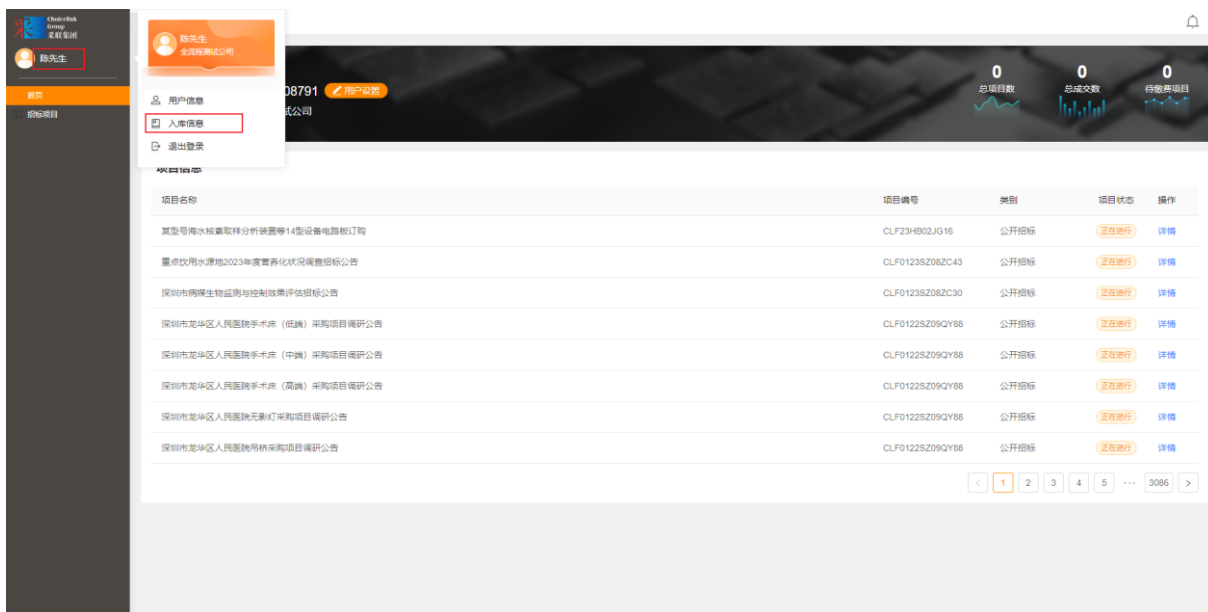 Choicelink
Group
采联集团
陈先生
首页
招标项目
陈先生
全流程测试公司
用户信息
入库信息
退出登录
08791
用户设置
试公司
0
总项目数
0
总成交数
0
待缴费项目
项目信息
项目名称 项目编号 类别 项目状态 操作
某型号海水核素取样分析装置等14型设备电路板订购 CLF23HB02JG16 公开招标 正在进行 详情
重点饮用水源地2023年度营养化状况调查招标公告 CLF0123SZ08ZC43 公开招标 正在进行 详情
深圳市病媒生物监测与控制效果评估招标公告 CLF0123SZ08ZC30 公开招标 正在进行 详情
深圳市龙华区人民医院手术床（低端）采购项目调研公告 CLF0122SZ09QY88 公开招标 正在进行 详情
深圳市龙华区人民医院手术床（中端）采购项目调研公告 CLF0122SZ09QY88 公开招标 正在进行 详情
深圳市龙华区人民医院手术床（高端）采购项目调研公告 CLF0122SZ09QY88 公开招标 正在进行 详情
深圳市龙华区人民医院无影灯采购项目调研公告 CLF0122SZ09QY88 公开招标 正在进行 详情
深圳市龙华区人民医院吊桥采购项目调研公告 CLF0122SZ09QY88 公开招标 正在进行 详情
< 1 2 3 4 5 ··· 3086 >